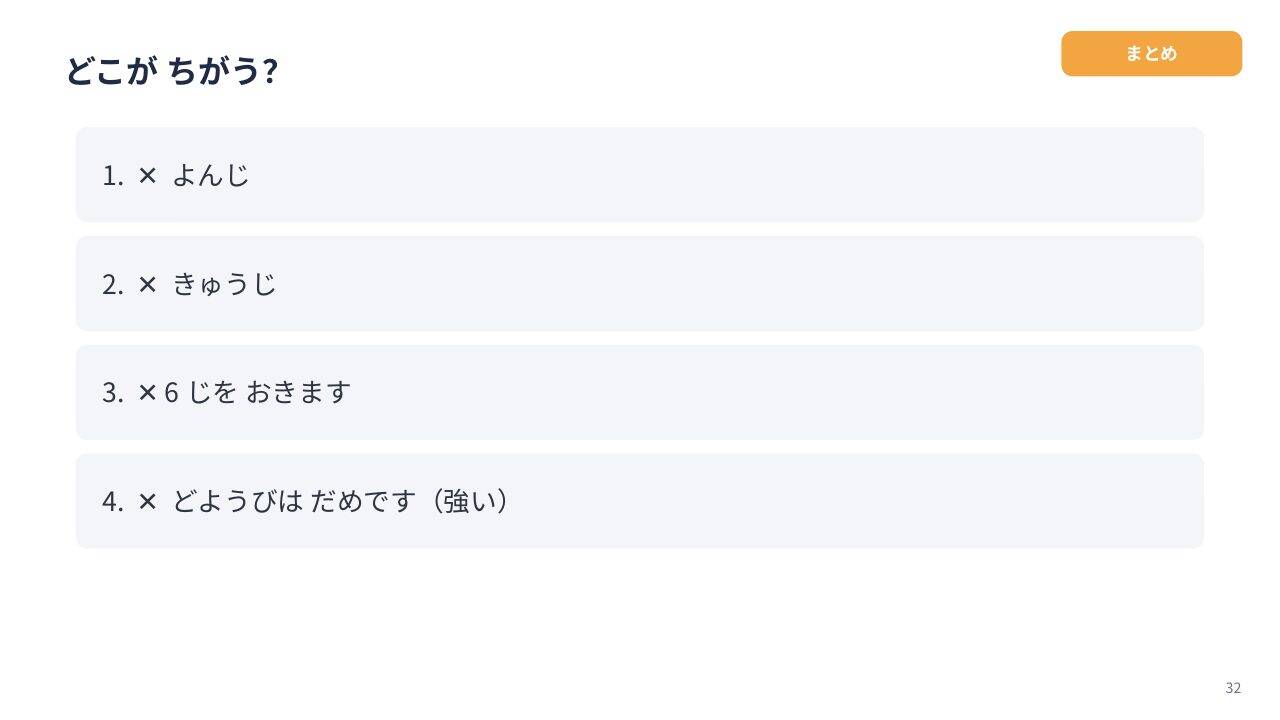 どこが ちがう?
まとめ
1. × よんじ
2. × きゅうじ
3. × 6 じを おきます
4. × どようびは だめです（強い）
32